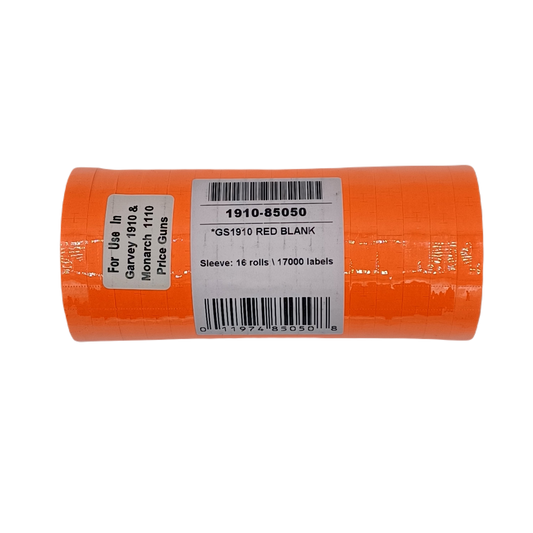 For Use In
Garvey 1910 &
Monarch 1110
Price Guns
1910-85050
*GS1910 RED BLANK
Sleeve: 16 rolls \ 17000 labels
0 11974 85050 8